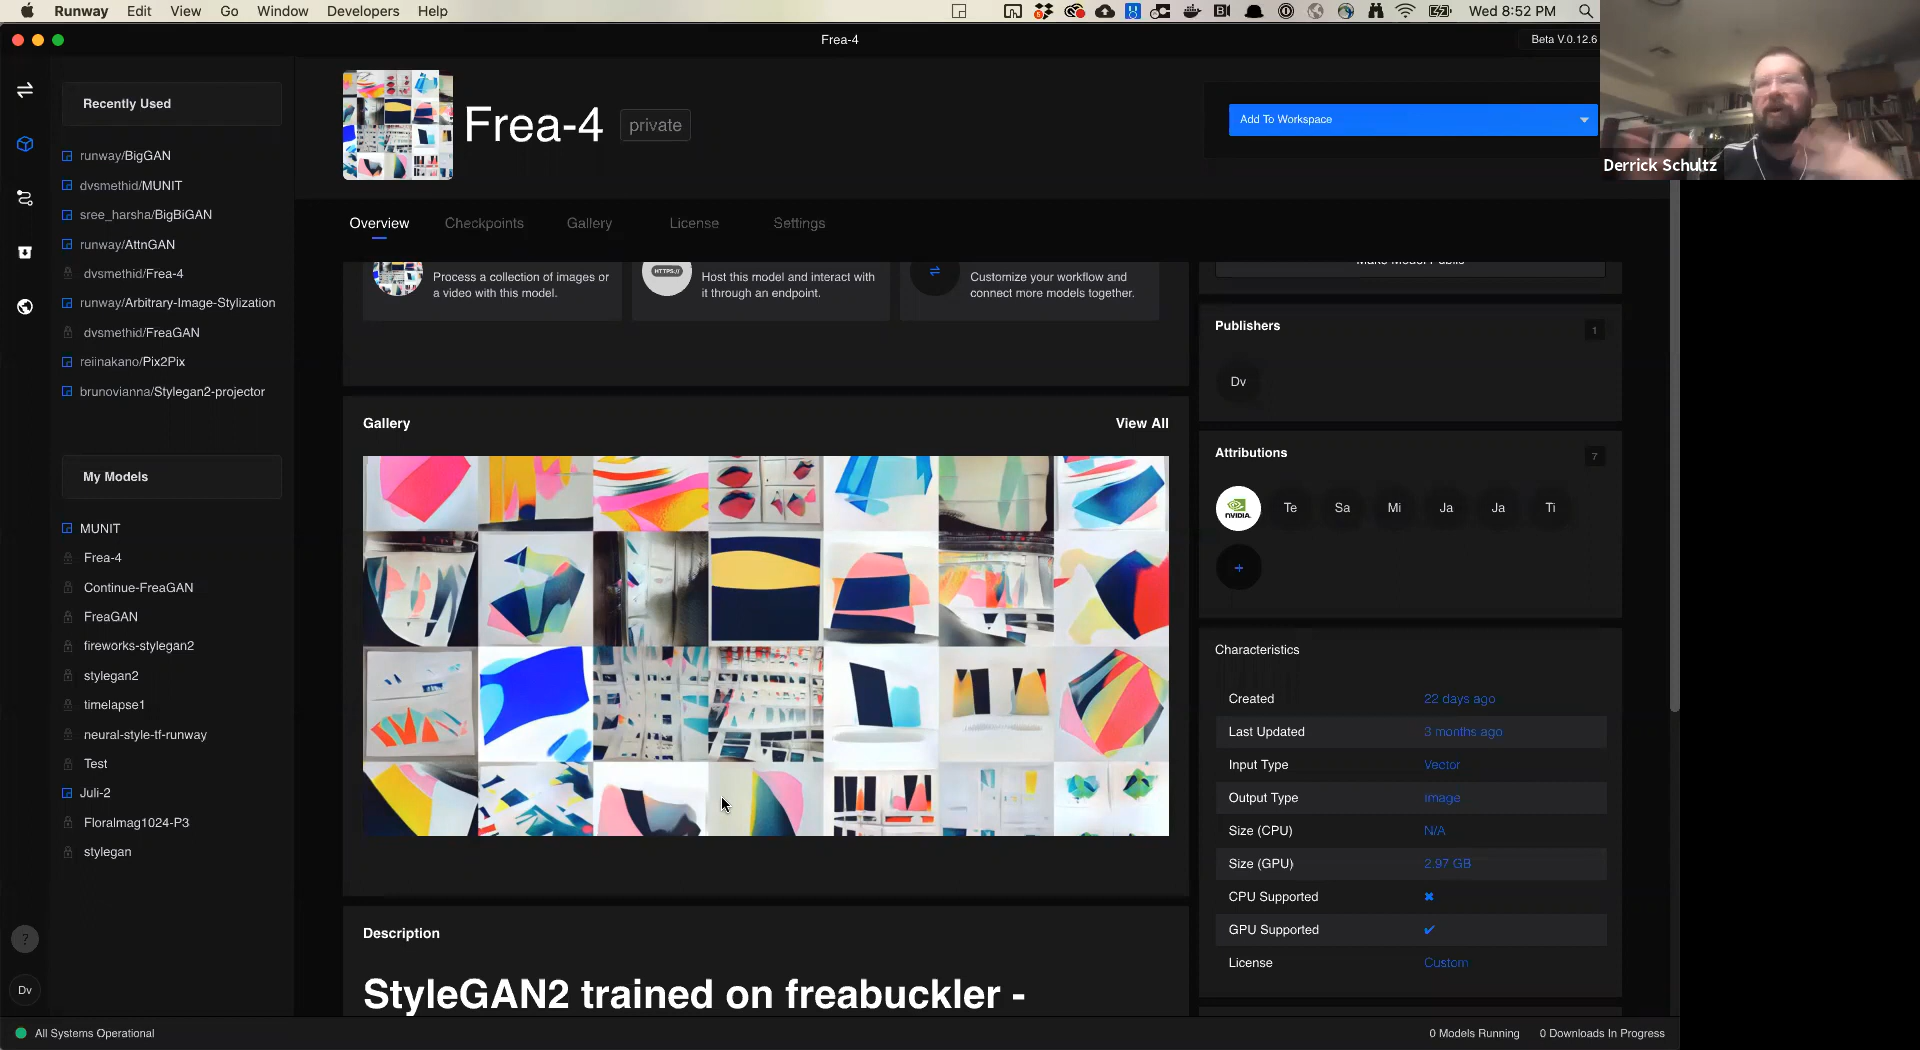 Runway Edit View Go Window Developers Help
Wed 8:52 PM
Frea-4
Beta V.0.12.6
Recently Used
runway/BigGAN
dvsmethid/MUNIT
sree_harsha/BigBiGAN
runway/AttnGAN
dvsmethid/Frea-4
runway/Arbitrary-Image-Stylization
dvsmethid/FreaGAN
reiinakano/Pix2Pix
brunovianna/Stylegan2-projector
My Models
MUNIT
Frea-4
Continue-FreaGAN
FreaGAN
fireworks-stylegan2
stylegan2
timelapse1
neural-style-tf-runway
Test
Juli-2
Floralmag1024-P3
stylegan
?
Dv
All Systems Operational
Frea-4 private
Add To Workspace
Derrick Schultz
Overview Checkpoints Gallery License Settings
Process a collection of images or
a video with this model.
HTTPS://
Host this model and interact with
it through an endpoint.
Customize your workflow and
connect more models together.
Gallery
View All
Description
StyleGAN2 trained on freabuckler -
Make Model Public
Publishers
1
Dv
Attributions
7
NVIDIA.
Te Sa Mi Ja Ja Ti
+
Characteristics
Created 22 days ago
Last Updated 3 months ago
Input Type Vector
Output Type image
Size (CPU) N/A
Size (GPU) 2.97 GB
CPU Supported ✖
GPU Supported ✔
License Custom
0 Models Running
0 Downloads In Progress